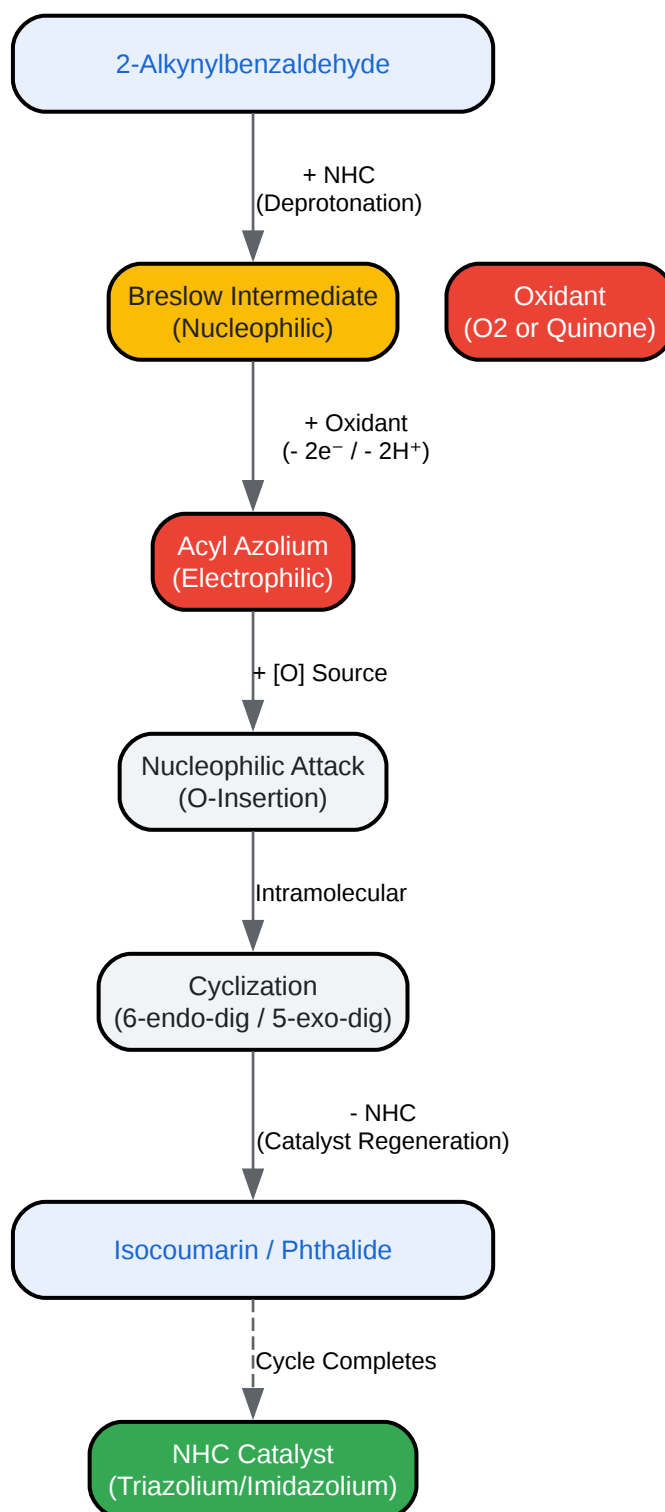 2-Alkynylbenzaldehyde
+ NHC
(Deprotonation)
Breslow Intermediate
(Nucleophilic)
Oxidant
(O2 or Quinone)
+ Oxidant
(- 2e⁻ / - 2H⁺)
Acyl Azolium
(Electrophilic)
+ [O] Source
Nucleophilic Attack
(O-Insertion)
Intramolecular
Cyclization
(6-endo-dig / 5-exo-dig)
- NHC
(Catalyst Regeneration)
Isocoumarin / Phthalide
Cycle Completes
NHC Catalyst
(Triazolium/Imidazolium)